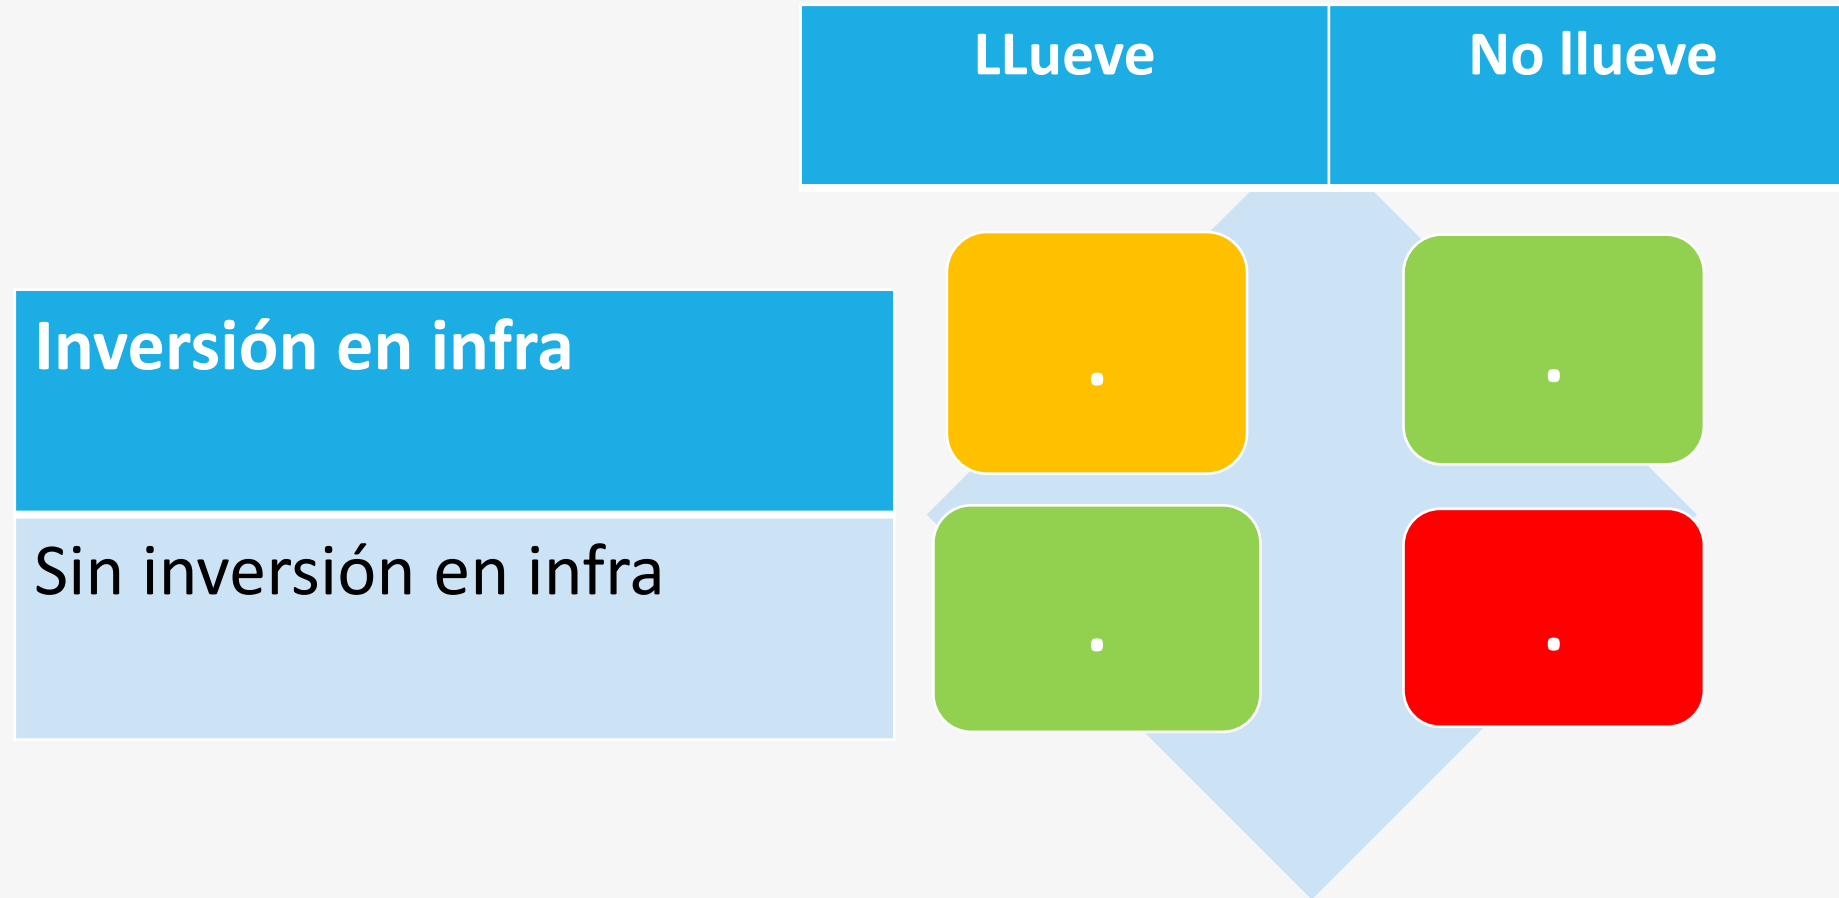 LLueve
No llueve
Inversión en infra
.
.
Sin inversión en infra
.
.